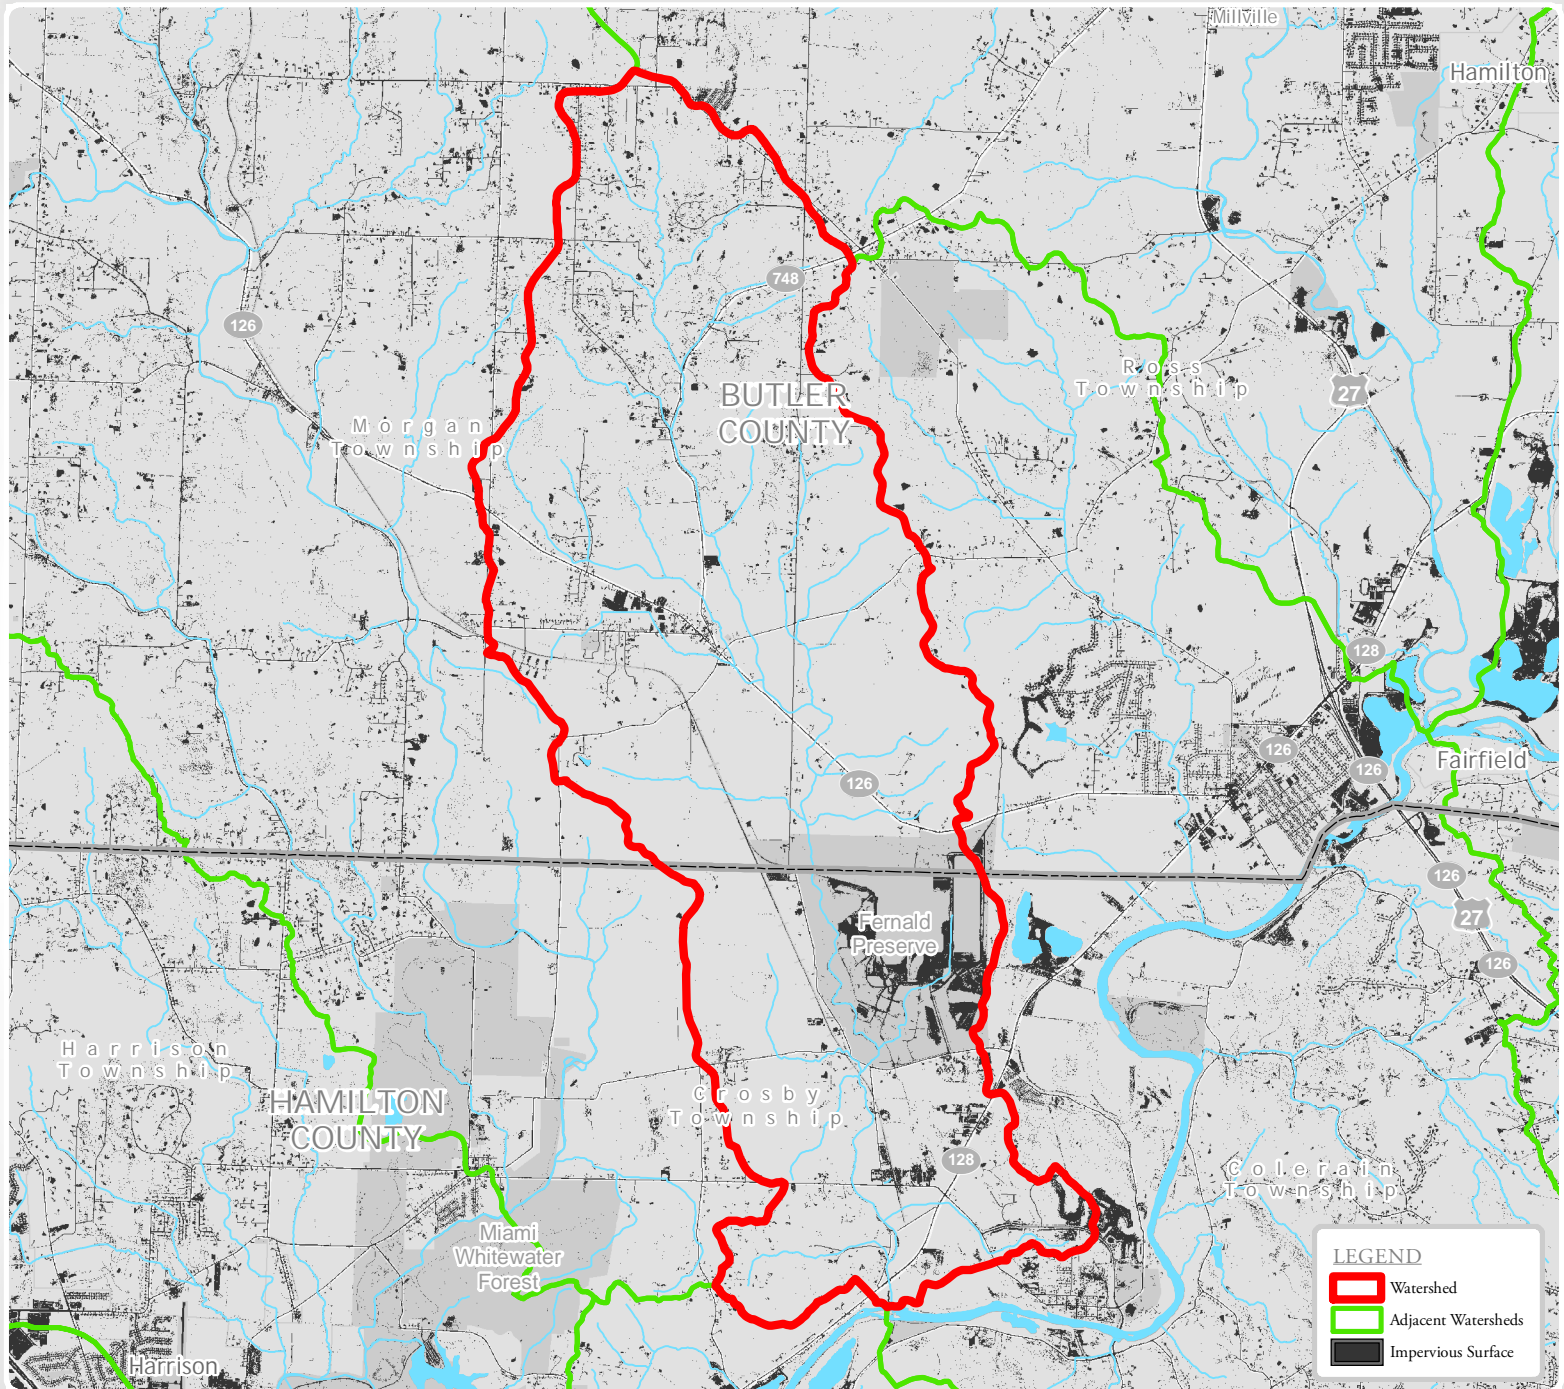 Millville
Hamilton
748
126
Ross
Township
BUTLER
COUNTY
27
Morgan
Township
128
126
126
Fairfield
126
126
27
Fernald
Preserve
126
Harrison
Township
HAMILTON
COUNTY
Crosby
Township
128
Colerain
Township
Miami
Whitewater
Forest
Harrison
LEGEND
Watershed
Adjacent Watersheds
Impervious Surface